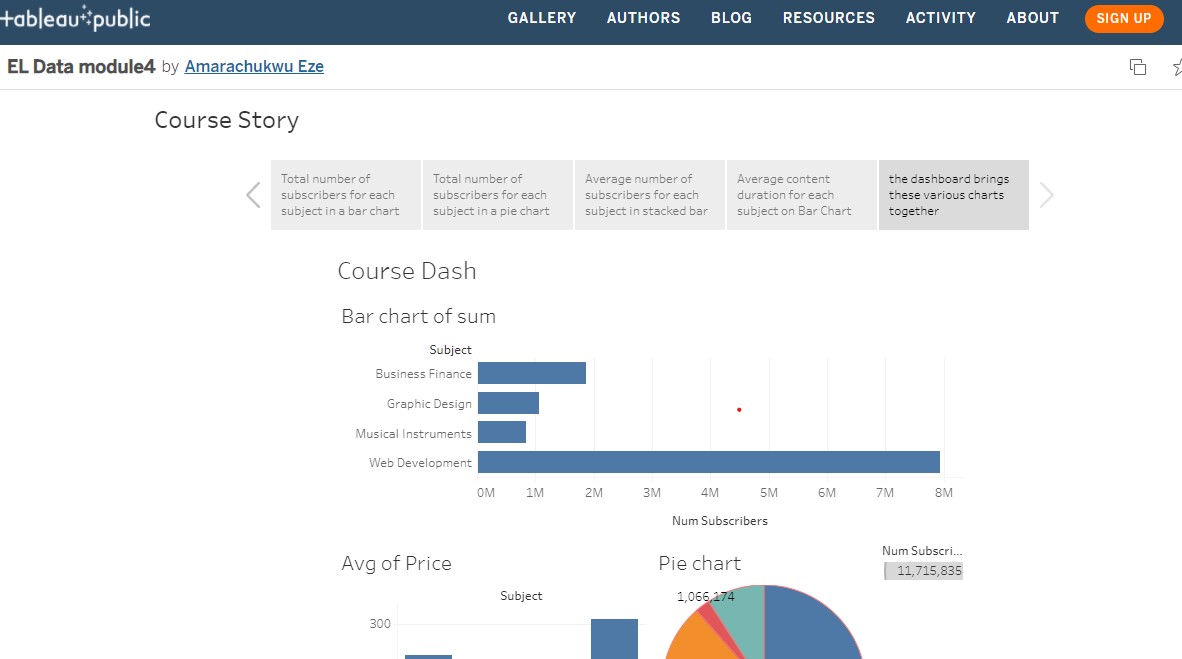 +ableau+public
GALLERY AUTHORS BLOG RESOURCES ACTIVITY ABOUT SIGN UP
EL Data module4 by Amarachukwu Eze
Course Story
Total number of
subscribers for each
subject in a bar chart
Total number of
subscribers for each
subject in a pie chart
Average number of
subscribers for each
subject in stacked bar
Average content
duration for each
subject on Bar Chart
the dashboard brings
these various charts
together
Course Dash
Bar chart of sum
Subject
Business Finance
Graphic Design
Musical Instruments
Web Development
0M 1M 2M 3M 4M 5M 6M 7M 8M
Num Subscribers
Avg of Price
Subject
300
Pie chart
1,066,174
Num Subscri...
11,715,835